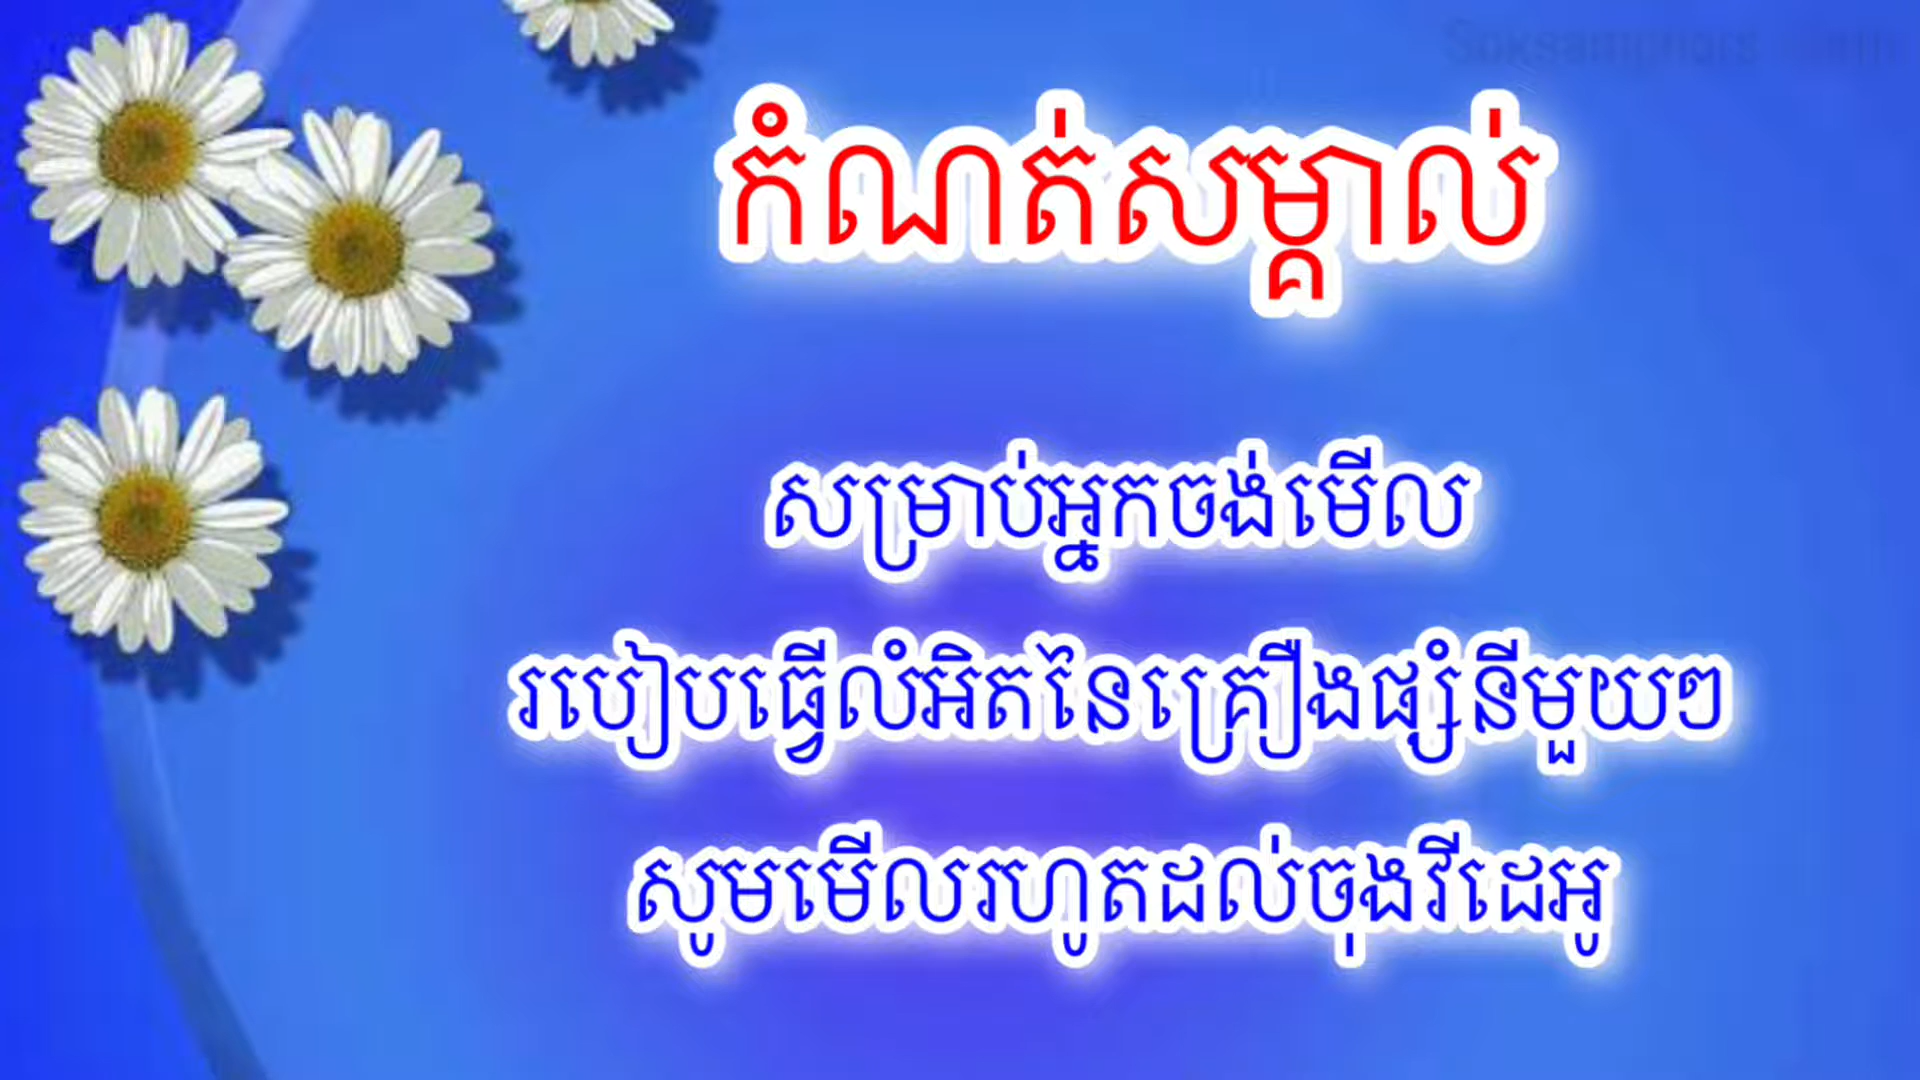 កំណត់សម្គាល់
សម្រាប់អ្នកចង់មើល
របៀបធ្វើលំអិតនៃគ្រឿងផ្សំនីមួយៗ
សូមមើលរហូតដល់ចុងវីដេអូ